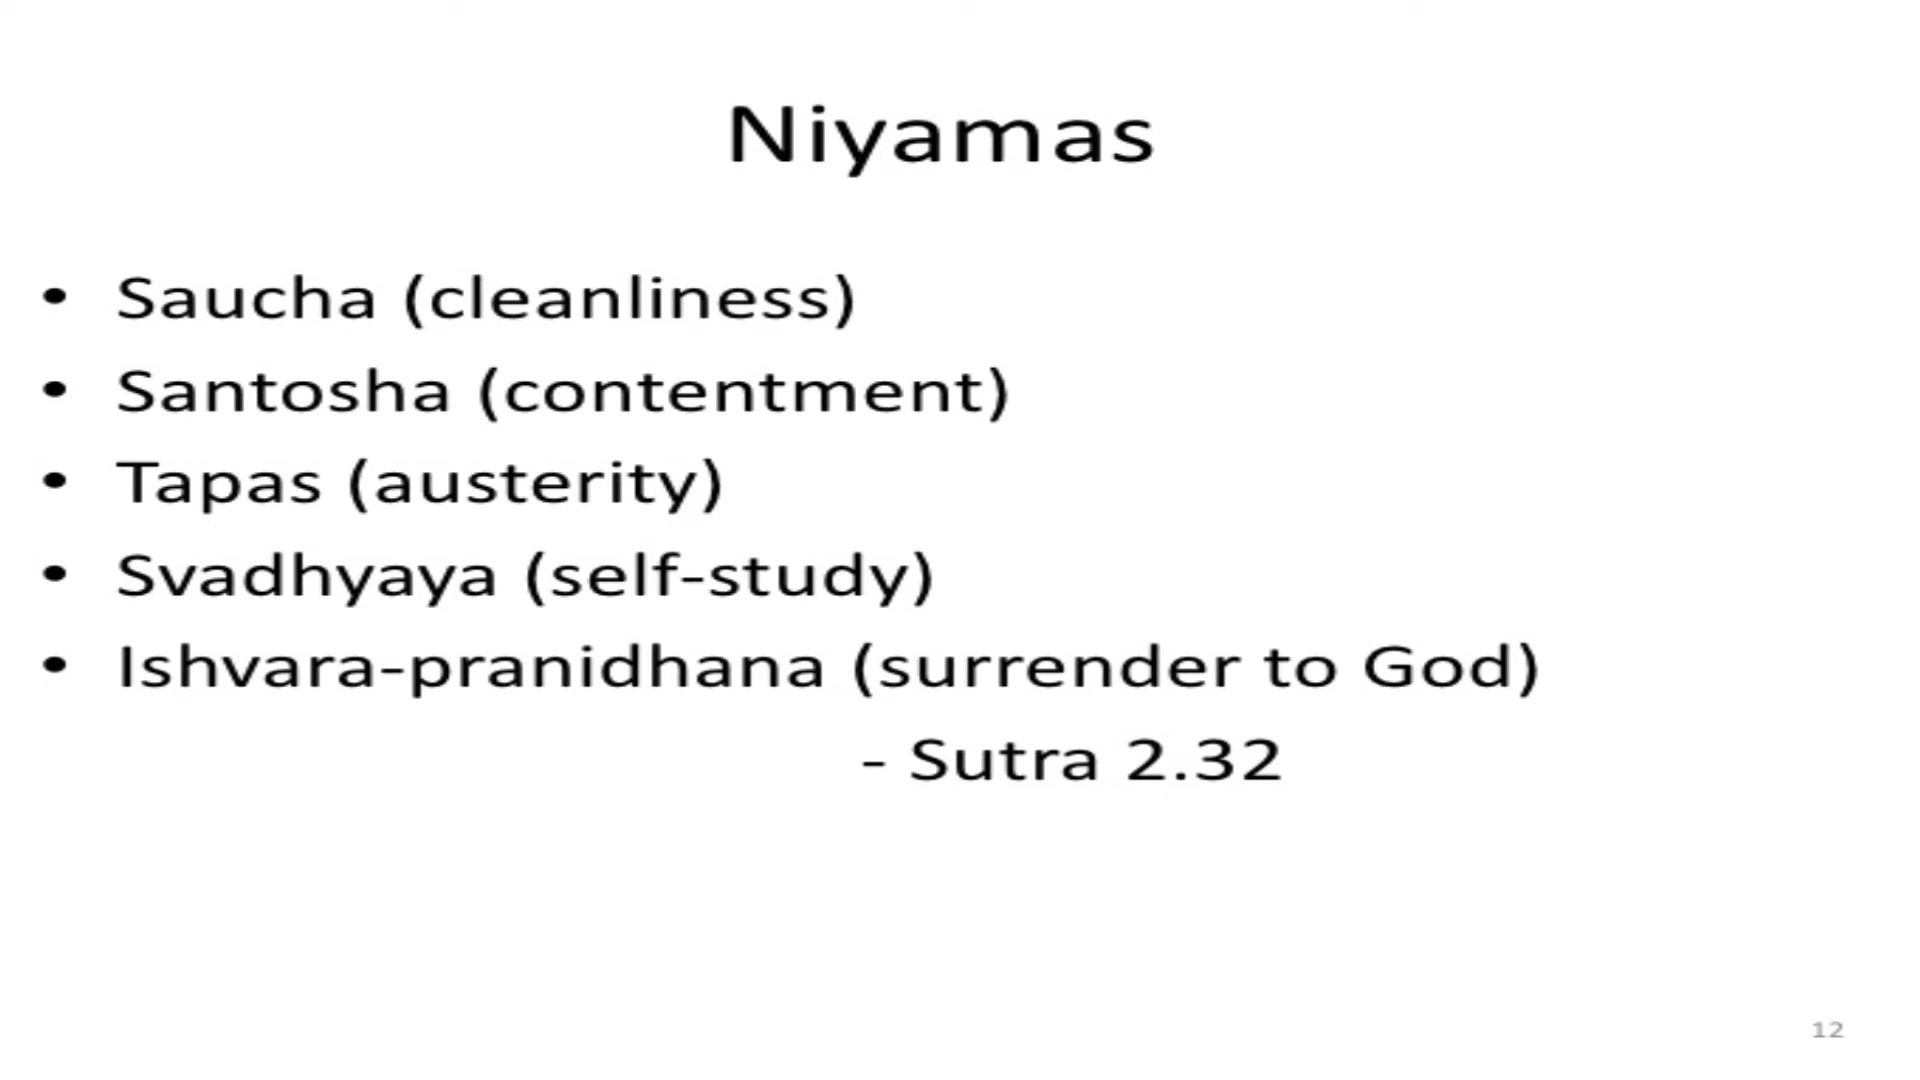 Niyamas
• Saucha (cleanliness)
• Santosha (contentment)
• Tapas (austerity)
• Svadhyaya (self-study)
• Ishvara-pranidhana (surrender to God)
- Sutra 2.32
12